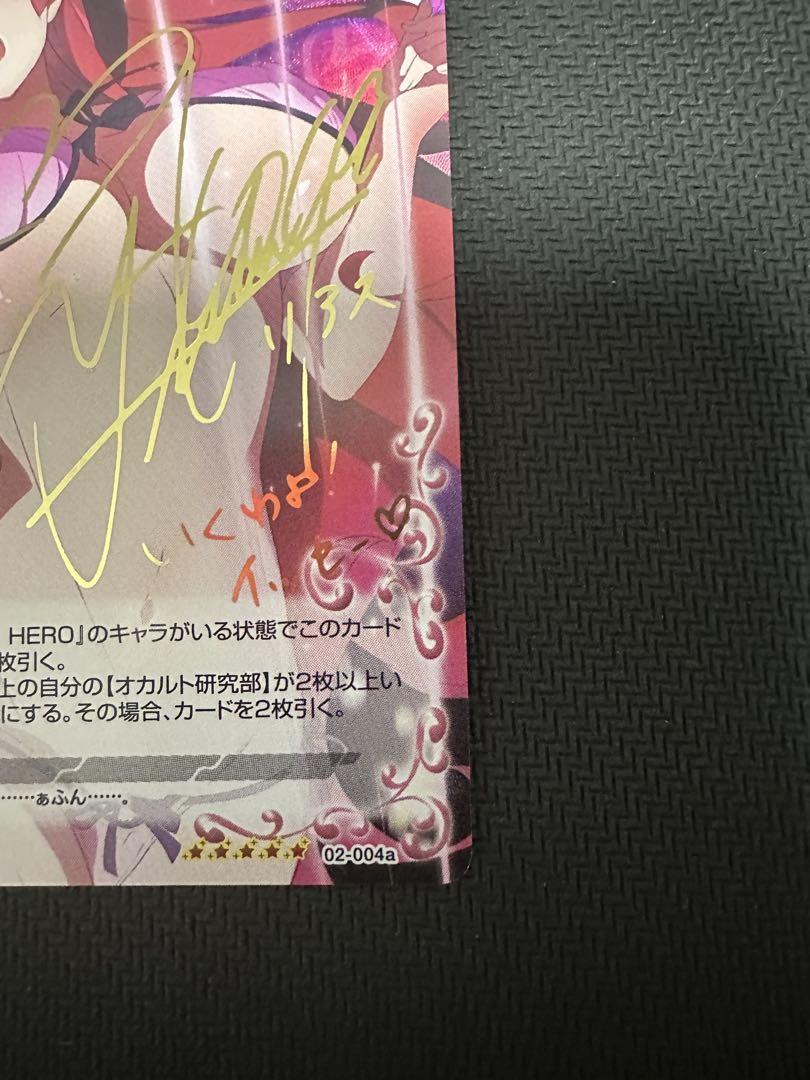 リアス
いくわよ!
イッセー♡
HERO』のキャラがいる状態でこのカード
枚引く。
上の自分の【オカルト研究部】が2枚以上い
にする。その場合、カードを2枚引く。
……ぁふん……。
02-004a